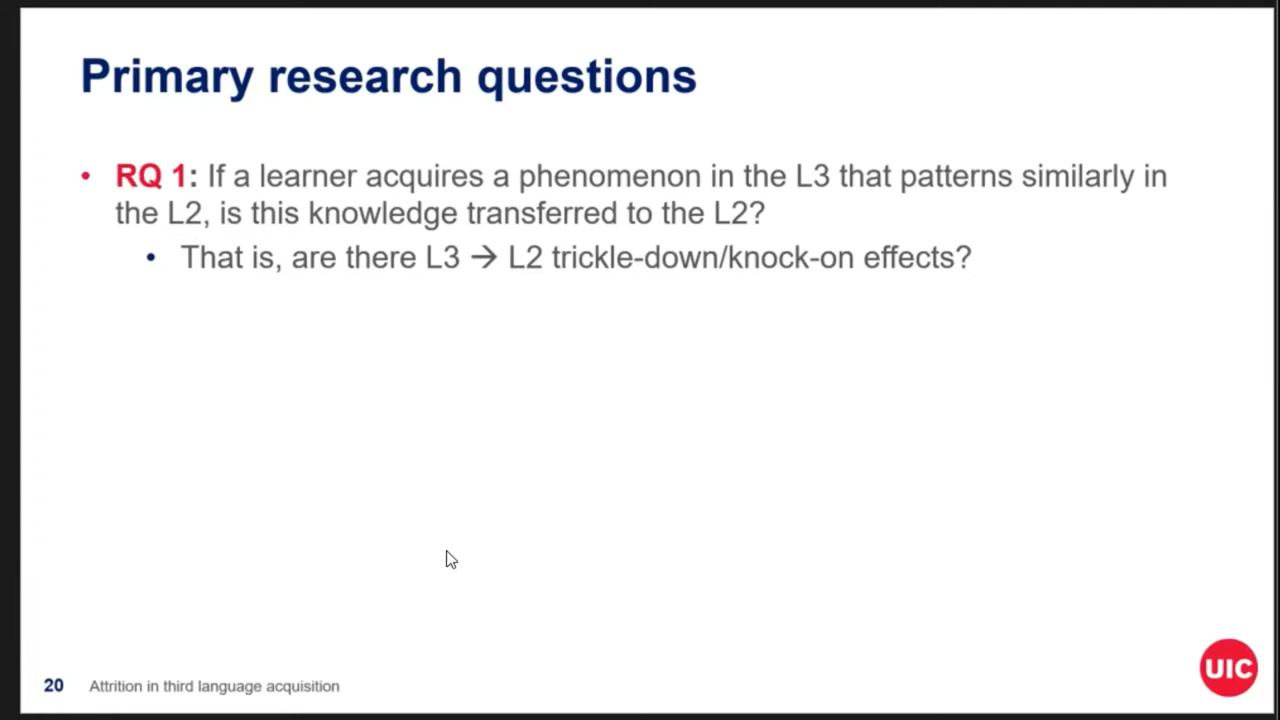 Primary research questions
• RQ 1: If a learner acquires a phenomenon in the L3 that patterns similarly in
the L2, is this knowledge transferred to the L2?
• That is, are there L3 → L2 trickle-down/knock-on effects?
20 Attrition in third language acquisition
UIC